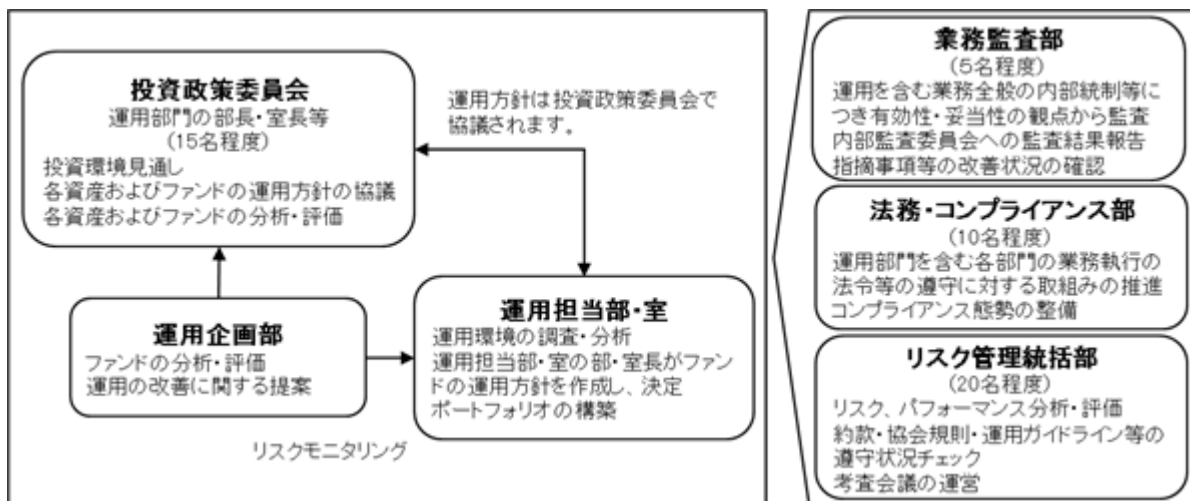 投資政策委員会
運用部門の部長・室長等
(15名程度)
投資環境見通し
各資産およびファンドの運用方針の協議
各資産およびファンドの分析・評価
運用方針は投資政策委員会で
協議されます。
運用企画部
ファンドの分析・評価
運用の改善に関する提案
運用担当部・室
運用環境の調査・分析
運用担当部・室の部・室長がファン
ドの運用方針を作成し、決定
ポートフォリオの構築
リスクモニタリング
業務監査部
(5名程度)
運用を含む業務全般の内部統制等に
つき有効性・妥当性の観点から監査
内部監査委員会への監査結果報告
指摘事項等の改善状況の確認
法務・コンプライアンス部
(10名程度)
運用部門を含む各部門の業務執行の
法令等の遵守に対する取組みの推進
コンプライアンス態勢の整備
リスク管理統括部
(20名程度)
リスク、パフォーマンス分析・評価
約款・協会規則・運用ガイドライン等の
遵守状況チェック
考査会議の運営